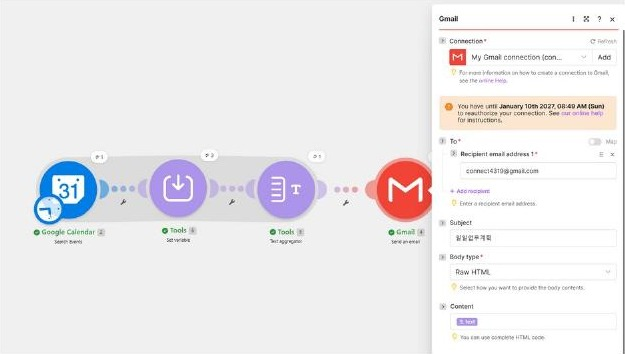 Gmail
Connection *
Refresh
My Gmail connection (con...
Add
For more information on how to create a connection to Gmail,
see the online Help.
You have until January 10th 2027, 08:49 AM (Sun)
to reauthorize your connection. See our online help
for instructions.
To *
Map
Recipient email address 1 *
connect4319@gmail.com
+ Add recipient
Enter a recipient email address.
Subject
일일업무계획
Body type *
Raw HTML
Select how you want to provide the body contents.
Content
5. text
You can use complete HTML code.
31
T
Google Calendar 2
Search Events
Tools 6
Set variable
Tools
Text aggregator
Gmail 4
Send an email